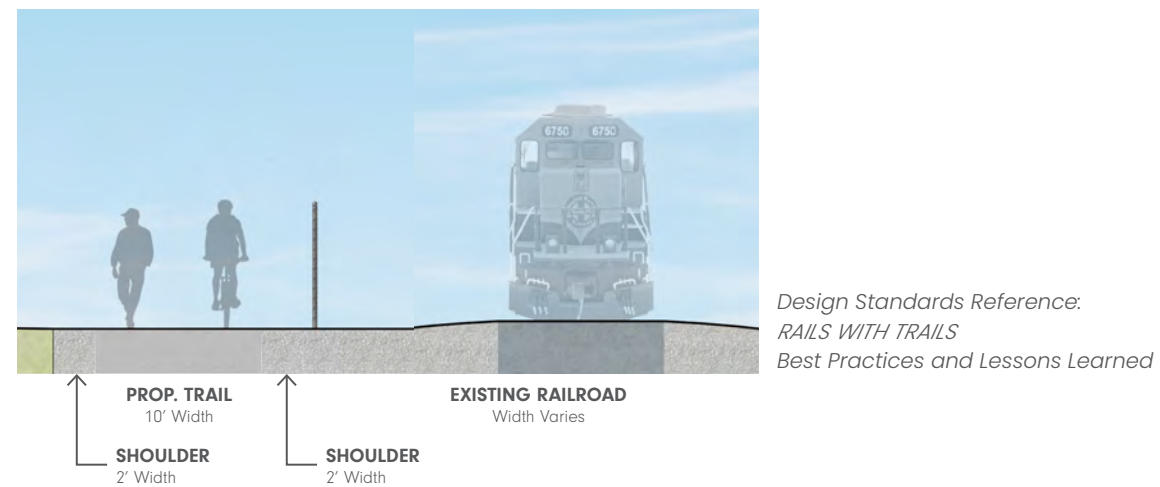 6750 6750
Design Standards Reference:
RAILS WITH TRAILS
Best Practices and Lessons Learned
PROP. TRAIL
10' Width
EXISTING RAILROAD
Width Varies
SHOULDER
2' Width
SHOULDER
2' Width